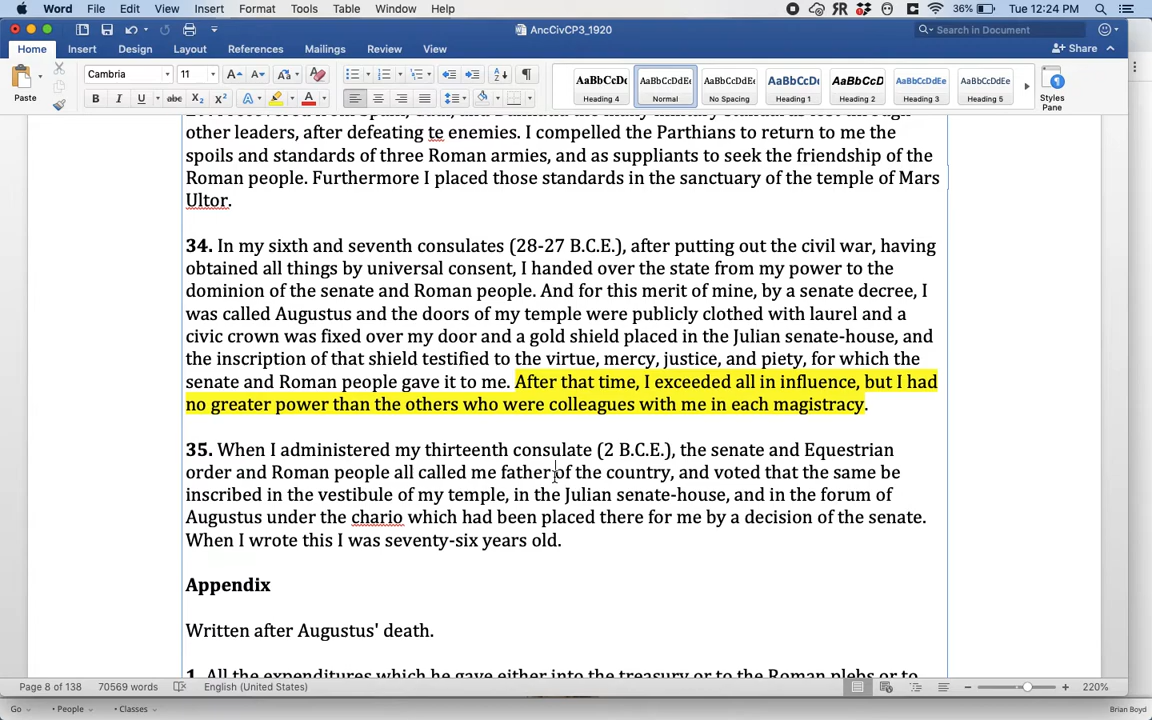 Word File Edit View Insert Format Tools Table Window Help 36% Tue 12:24 PM
AncCivCP3_1920 Search in Document
Home Insert Design Layout References Mailings Review View Share
Paste Cambria 11 AaBbCcDc AaBbCcDdEe AaBbCcDc AaBbCcDd AaBbCcD AaBbCcDdEe AaBbCcDdEe
Heading 4 Normal No Spacing Heading 1 Heading 2 Heading 3 Heading 5 Styles Pane
other leaders, after defeating te enemies. I compelled the Parthians to return to me the
spoils and standards of three Roman armies, and as suppliants to seek the friendship of the
Roman people. Furthermore I placed those standards in the sanctuary of the temple of Mars
Ultor.
34. In my sixth and seventh consulates (28-27 B.C.E.), after putting out the civil war, having
obtained all things by universal consent, I handed over the state from my power to the
dominion of the senate and Roman people. And for this merit of mine, by a senate decree, I
was called Augustus and the doors of my temple were publicly clothed with laurel and a
civic crown was fixed over my door and a gold shield placed in the Julian senate-house, and
the inscription of that shield testified to the virtue, mercy, justice, and piety, for which the
senate and Roman people gave it to me. After that time, I exceeded all in influence, but I had
no greater power than the others who were colleagues with me in each magistracy.
35. When I administered my thirteenth consulate (2 B.C.E.), the senate and Equestrian
order and Roman people all called me father of the country, and voted that the same be
inscribed in the vestibule of my temple, in the Julian senate-house, and in the forum of
Augustus under the chario which had been placed there for me by a decision of the senate.
When I wrote this I was seventy-six years old.
Appendix
Written after Augustus' death.
1. All the expenditures which he gave either into the treasury or to the Roman plebs or to
Page 8 of 138 70569 words English (United States) 220%
Go People Classes Brian Boyd